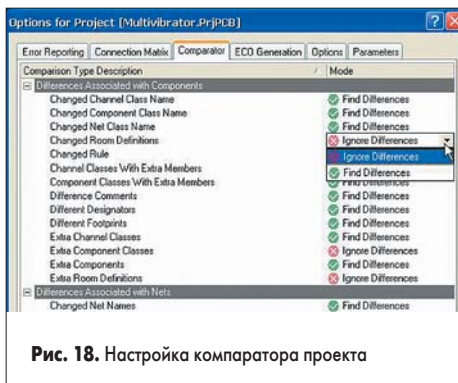 Options for Project [Multivibrator.PrjPCB]
Error Reporting Connection Matrix Comparator ECO Generation Options Parameters
Comparison Type Description Mode
Differences Associated with Components
Changed Channel Class Name Find Differences
Changed Component Class Name Find Differences
Changed Net Class Name Find Differences
Changed Room Definitions Ignore Differences
Changed Rule Ignore Differences
Channel Classes With Extra Members Find Differences
Component Classes With Extra Members Find Differences
Difference Comments Find Differences
Different Designators Find Differences
Different Footprints Find Differences
Extra Channel Classes Find Differences
Extra Component Classes Ignore Differences
Extra Components Find Differences
Extra Room Definitions Ignore Differences
Differences Associated with Nets
Changed Net Names Find Differences
Рис. 18. Настройка компаратора проекта